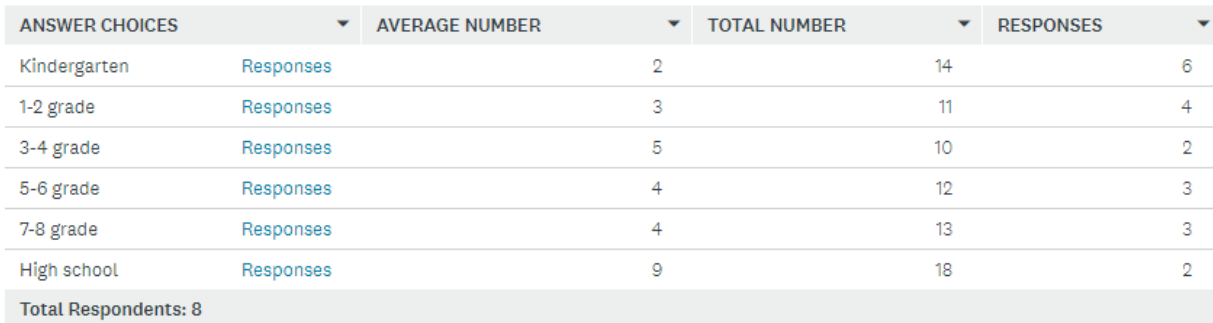 ANSWER CHOICES AVERAGE NUMBER TOTAL NUMBER RESPONSES
Kindergarten Responses 2 14 6
1-2 grade Responses 3 11 4
3-4 grade Responses 5 10 2
5-6 grade Responses 4 12 3
7-8 grade Responses 4 13 3
High school Responses 9 18 2
Total Respondents: 8